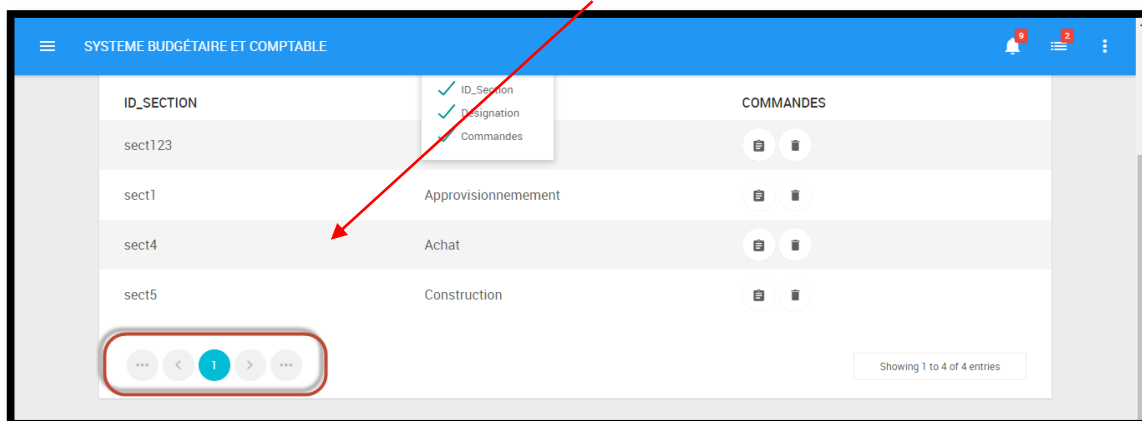 SYSTEME BUDGÉTAIRE ET COMPTABLE
9
2
ID_SECTION
COMMANDES
ID_Section
Désignation
Commandes
sect123
sect1 Approvisionnemement
sect4 Achat
sect5 Construction
... < 1 > ...
Showing 1 to 4 of 4 entries